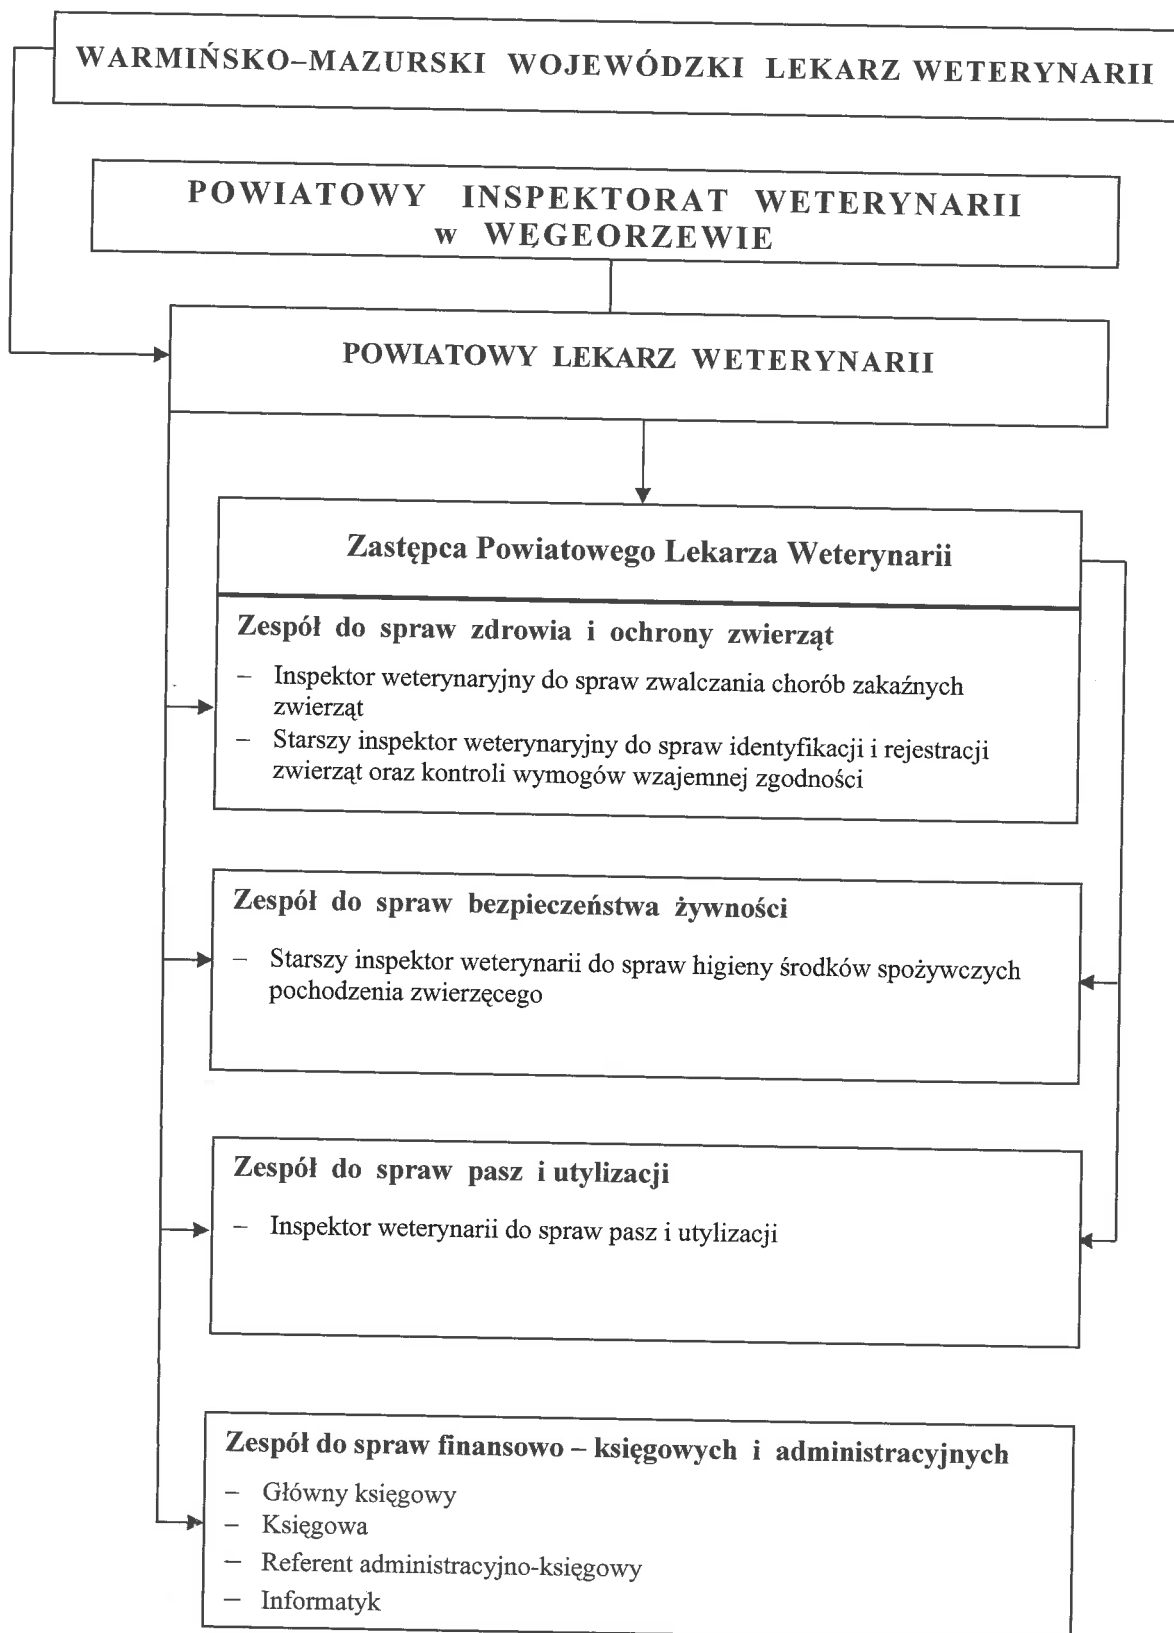 WARMIŃSKO–MAZURSKI WOJEWÓDZKI LEKARZ WETERYNARII
POWIATOWY INSPEKTORAT WETERYNARII
w WĘGEORZEWIE
POWIATOWY LEKARZ WETERYNARII
Zastępca Powiatowego Lekarza Weterynarii
Zespół do spraw zdrowia i ochrony zwierząt
– Inspektor weterynaryjny do spraw zwalczania chorób zakaźnych
zwierząt
– Starszy inspektor weterynaryjny do spraw identyfikacji i rejestracji
zwierząt oraz kontroli wymogów wzajemnej zgodności
Zespół do spraw bezpieczeństwa żywności
– Starszy inspektor weterynarii do spraw higieny środków spożywczych
pochodzenia zwierzęcego
Zespół do spraw pasz i utylizacji
– Inspektor weterynarii do spraw pasz i utylizacji
Zespół do spraw finansowo – księgowych i administracyjnych
– Główny księgowy
– Księgowa
– Referent administracyjno-księgowy
– Informatyk